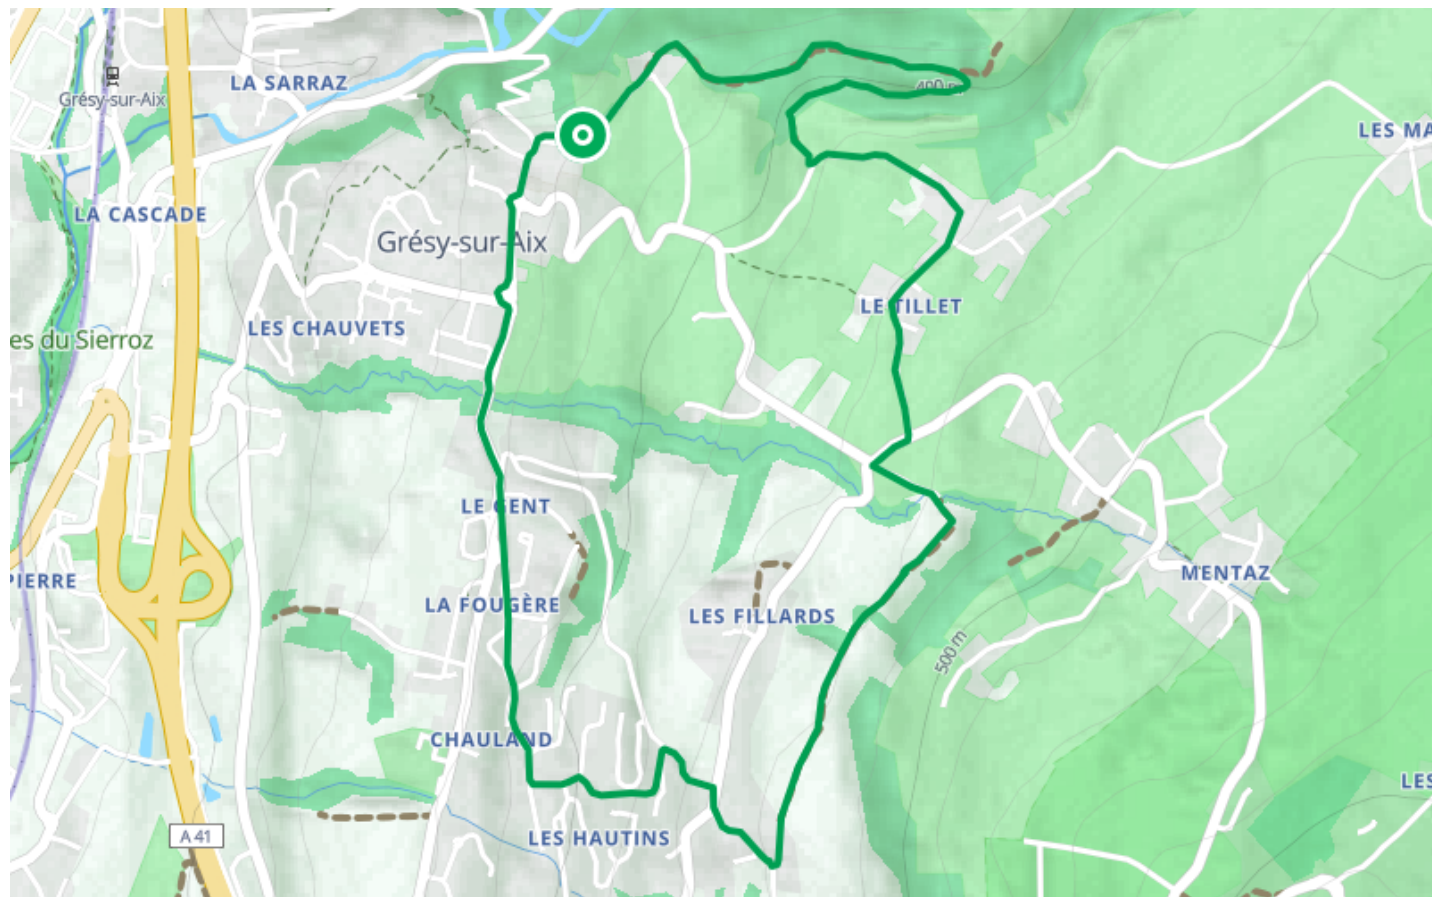 LA SARRAZ
Grésy-sur-Aix
400 m
LES MA
LA CASCADE
Grésy-sur-Aix
LE TILLET
LES CHAUVETS
es du Sierroz
LE GENT
PIERRE
MENTAZ
LA FOUGÈRE
LES FILLARDS
500 m
CHAULAND
LES
A 41
LES HAUTINS